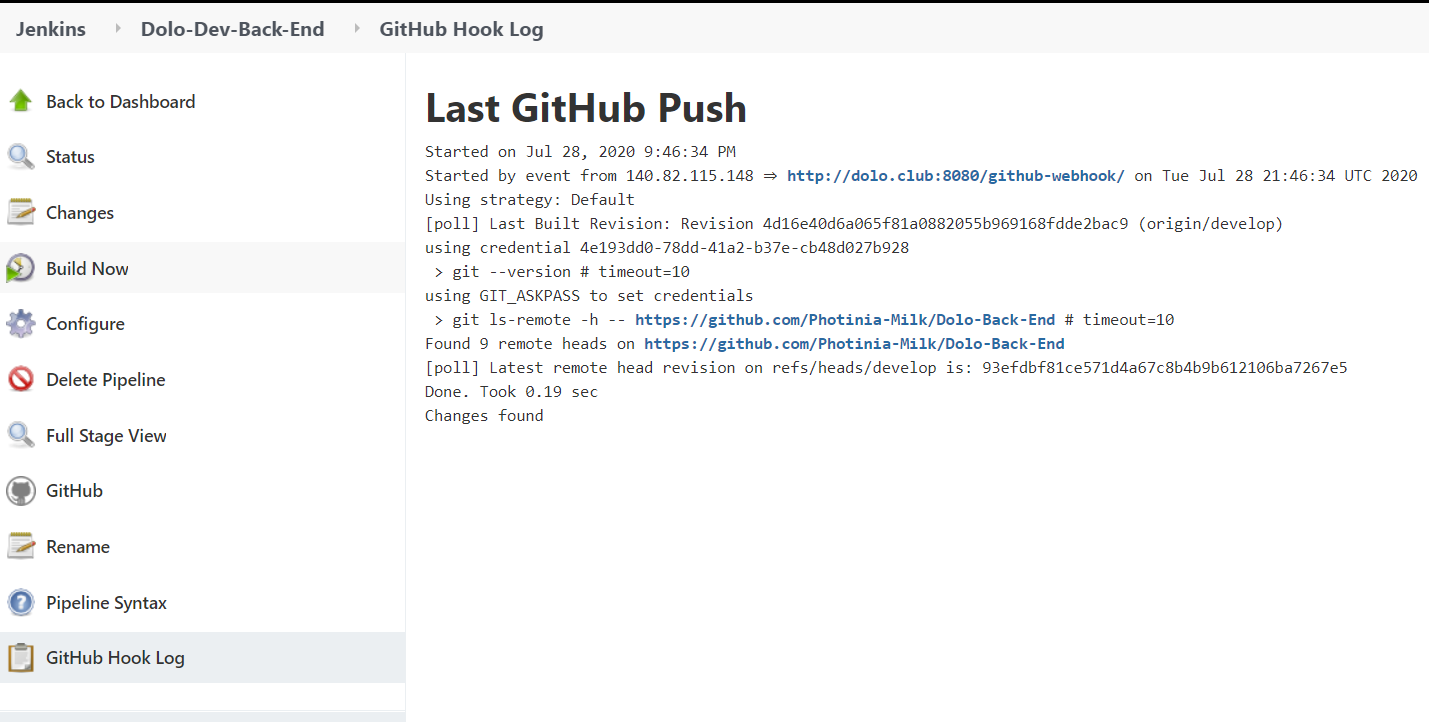 Jenkins Dolo-Dev-Back-End GitHub Hook Log
Back to Dashboard
Status
Changes
Build Now
Configure
Delete Pipeline
Full Stage View
GitHub
Rename
Pipeline Syntax
GitHub Hook Log
Last GitHub Push
Started on Jul 28, 2020 9:46:34 PM
Started by event from 140.82.115.148 ⇒ http://dolo.club:8080/github-webhook/ on Tue Jul 28 21:46:34 UTC 2020
Using strategy: Default
[poll] Last Built Revision: Revision 4d16e40d6a065f81a0882055b969168fdde2bac9 (origin/develop)
using credential 4e193dd0-78dd-41a2-b37e-cb48d027b928
> git --version # timeout=10
using GIT_ASKPASS to set credentials
> git ls-remote -h -- https://github.com/Photinia-Milk/Dolo-Back-End # timeout=10
Found 9 remote heads on https://github.com/Photinia-Milk/Dolo-Back-End
[poll] Latest remote head revision on refs/heads/develop is: 93efdbf81ce571d4a67c8b4b9b612106ba7267e5
Done. Took 0.19 sec
Changes found